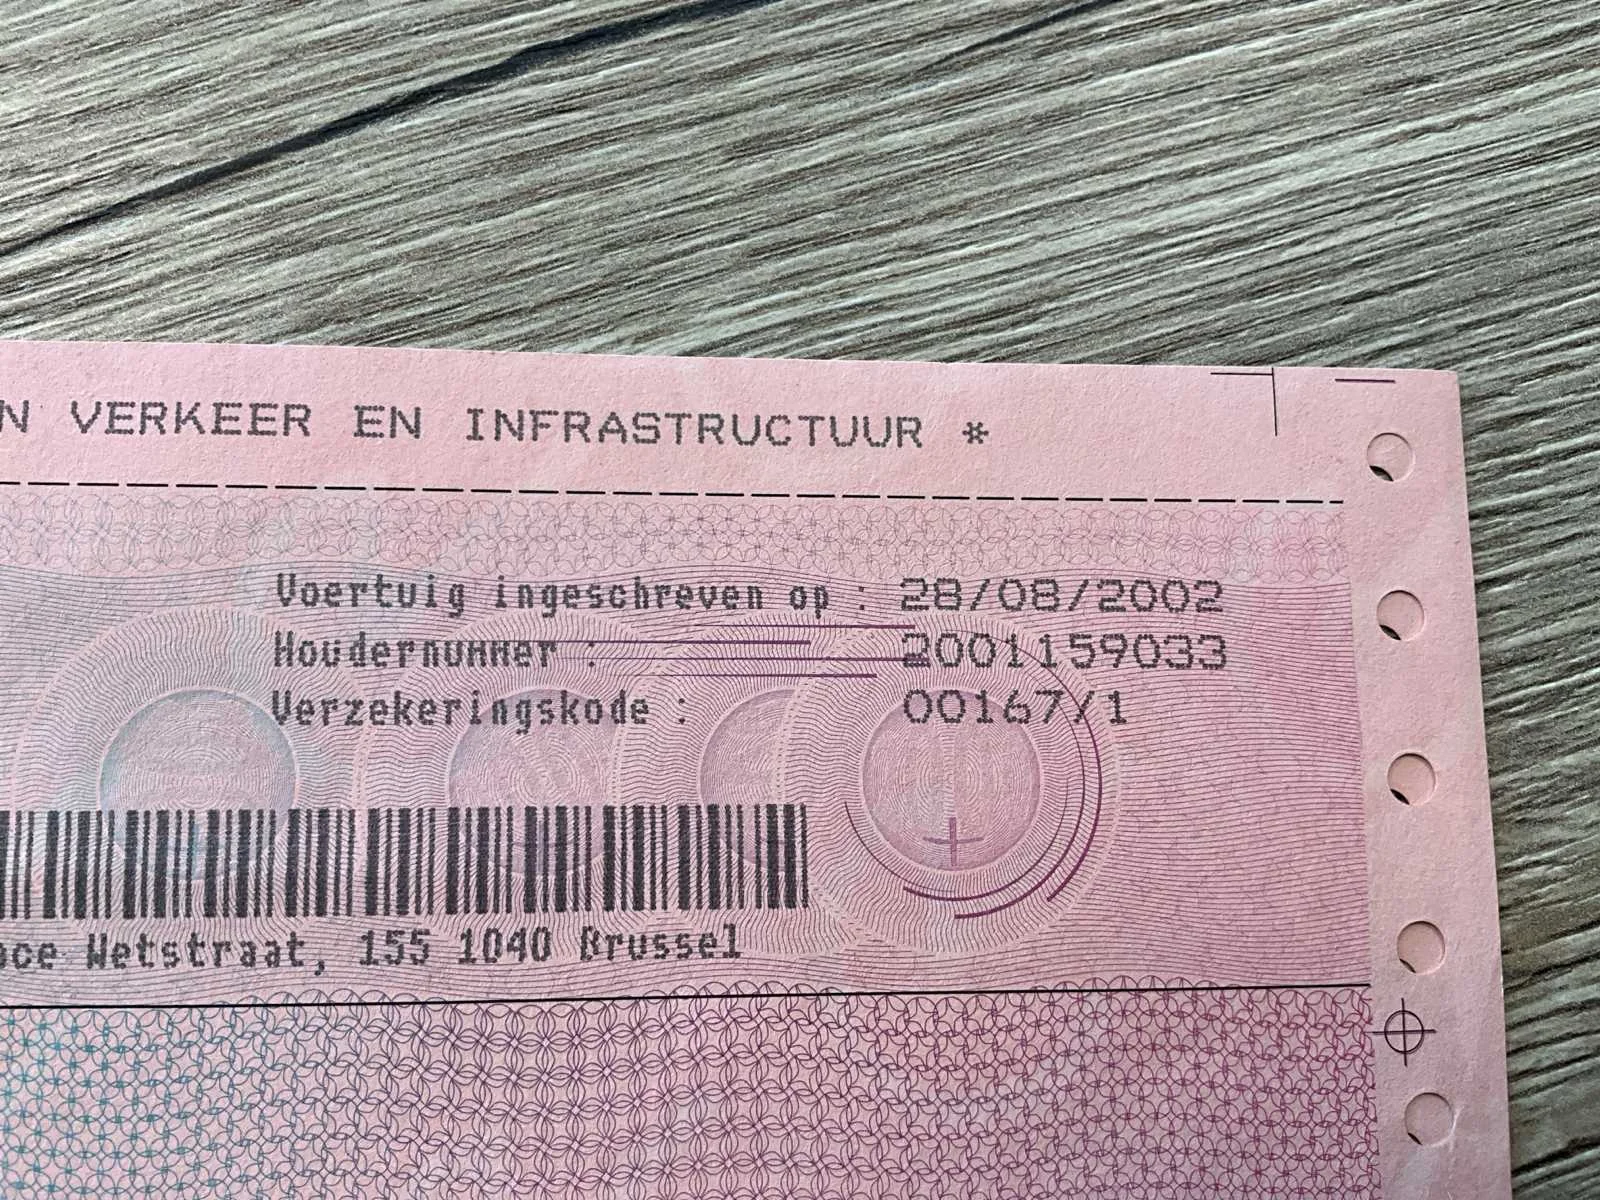 N VERKEER EN INFRASTRUCTUUR *
Voertuig ingeschreven op : 28/08/2002
Houdernummer : 2001159033
Verzekeringskode : 00167/1
Wetstraat, 155 1040 Brussel